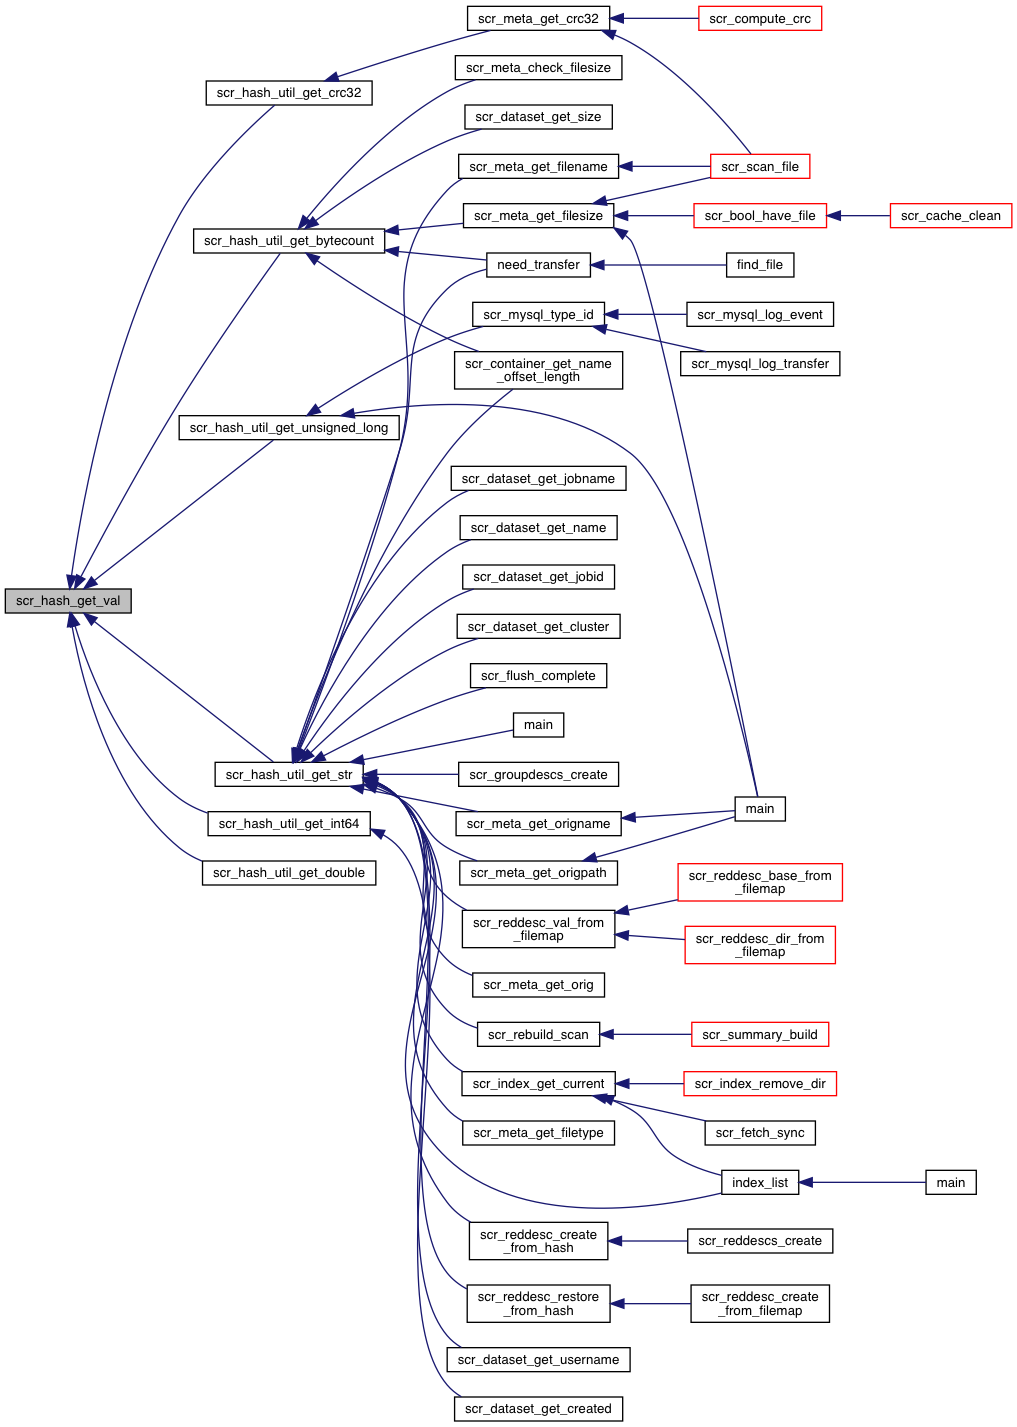 scr_meta_get_crc32
scr_compute_crc
scr_meta_check_filesize
scr_hash_util_get_crc32
scr_dataset_get_size
scr_meta_get_filename
scr_scan_file
scr_meta_get_filesize
scr_bool_have_file
scr_cache_clean
scr_hash_util_get_bytecount
need_transfer
find_file
scr_mysql_type_id
scr_mysql_log_event
scr_container_get_name
_offset_length
scr_mysql_log_transfer
scr_hash_util_get_unsigned_long
scr_dataset_get_jobname
scr_dataset_get_name
scr_dataset_get_jobid
scr_hash_get_val
scr_dataset_get_cluster
scr_flush_complete
main
scr_hash_util_get_str
scr_groupdescs_create
main
scr_hash_util_get_int64
scr_meta_get_origname
scr_hash_util_get_double
scr_meta_get_origpath
scr_reddesc_base_from
_filemap
scr_reddesc_val_from
_filemap
scr_reddesc_dir_from
_filemap
scr_meta_get_orig
scr_rebuild_scan
scr_summary_build
scr_index_get_current
scr_index_remove_dir
scr_meta_get_filetype
scr_fetch_sync
index_list
main
scr_reddesc_create
_from_hash
scr_reddescs_create
scr_reddesc_restore
_from_hash
scr_reddesc_create
_from_filemap
scr_dataset_get_username
scr_dataset_get_created